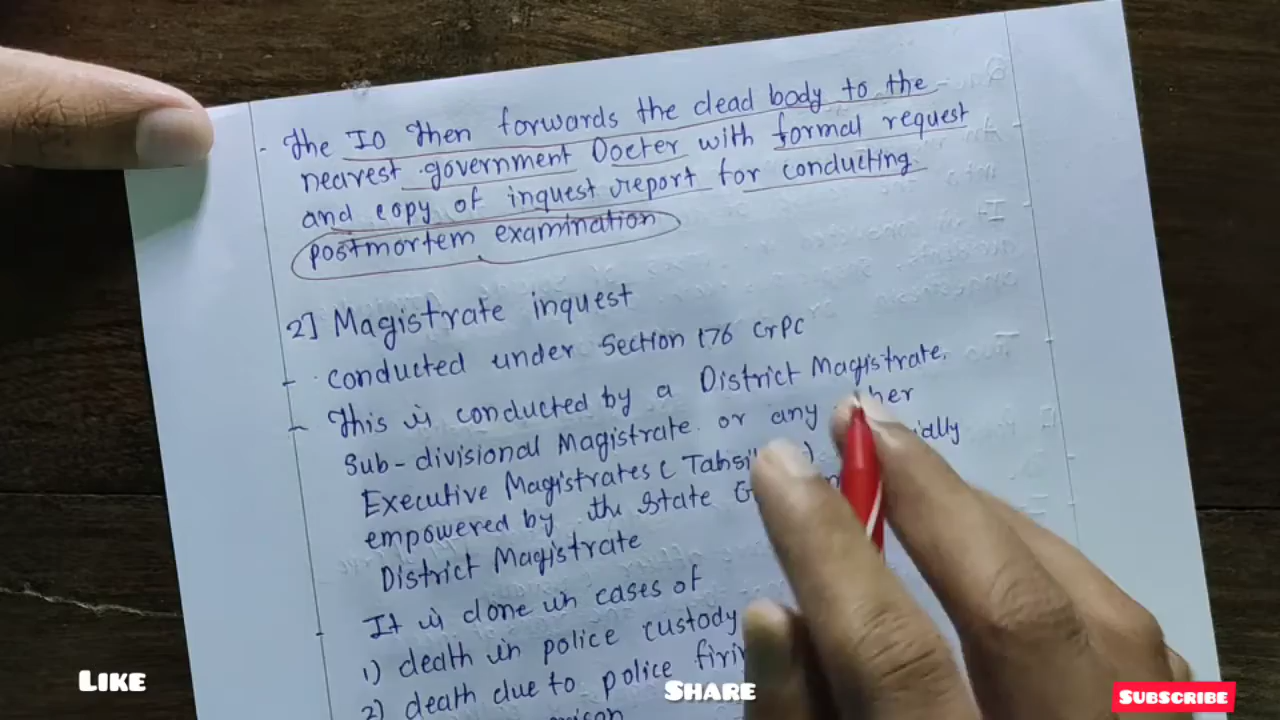 The IO then forwards the dead body to the
nearest government Docter with formal request
and copy of inquest report for conducting
postmortem examination
2] Magistrate inquest
- conducted under Section 176 CrPC
- This is conducted by a District Magistrate.
Sub-divisional Magistrate or any
Executive Magistrates (
empowered by the State
District Magistrate
It is done in cases of
1) death in police custody
2) death due to police
LIKE
SHARE
SUBSCRIBE